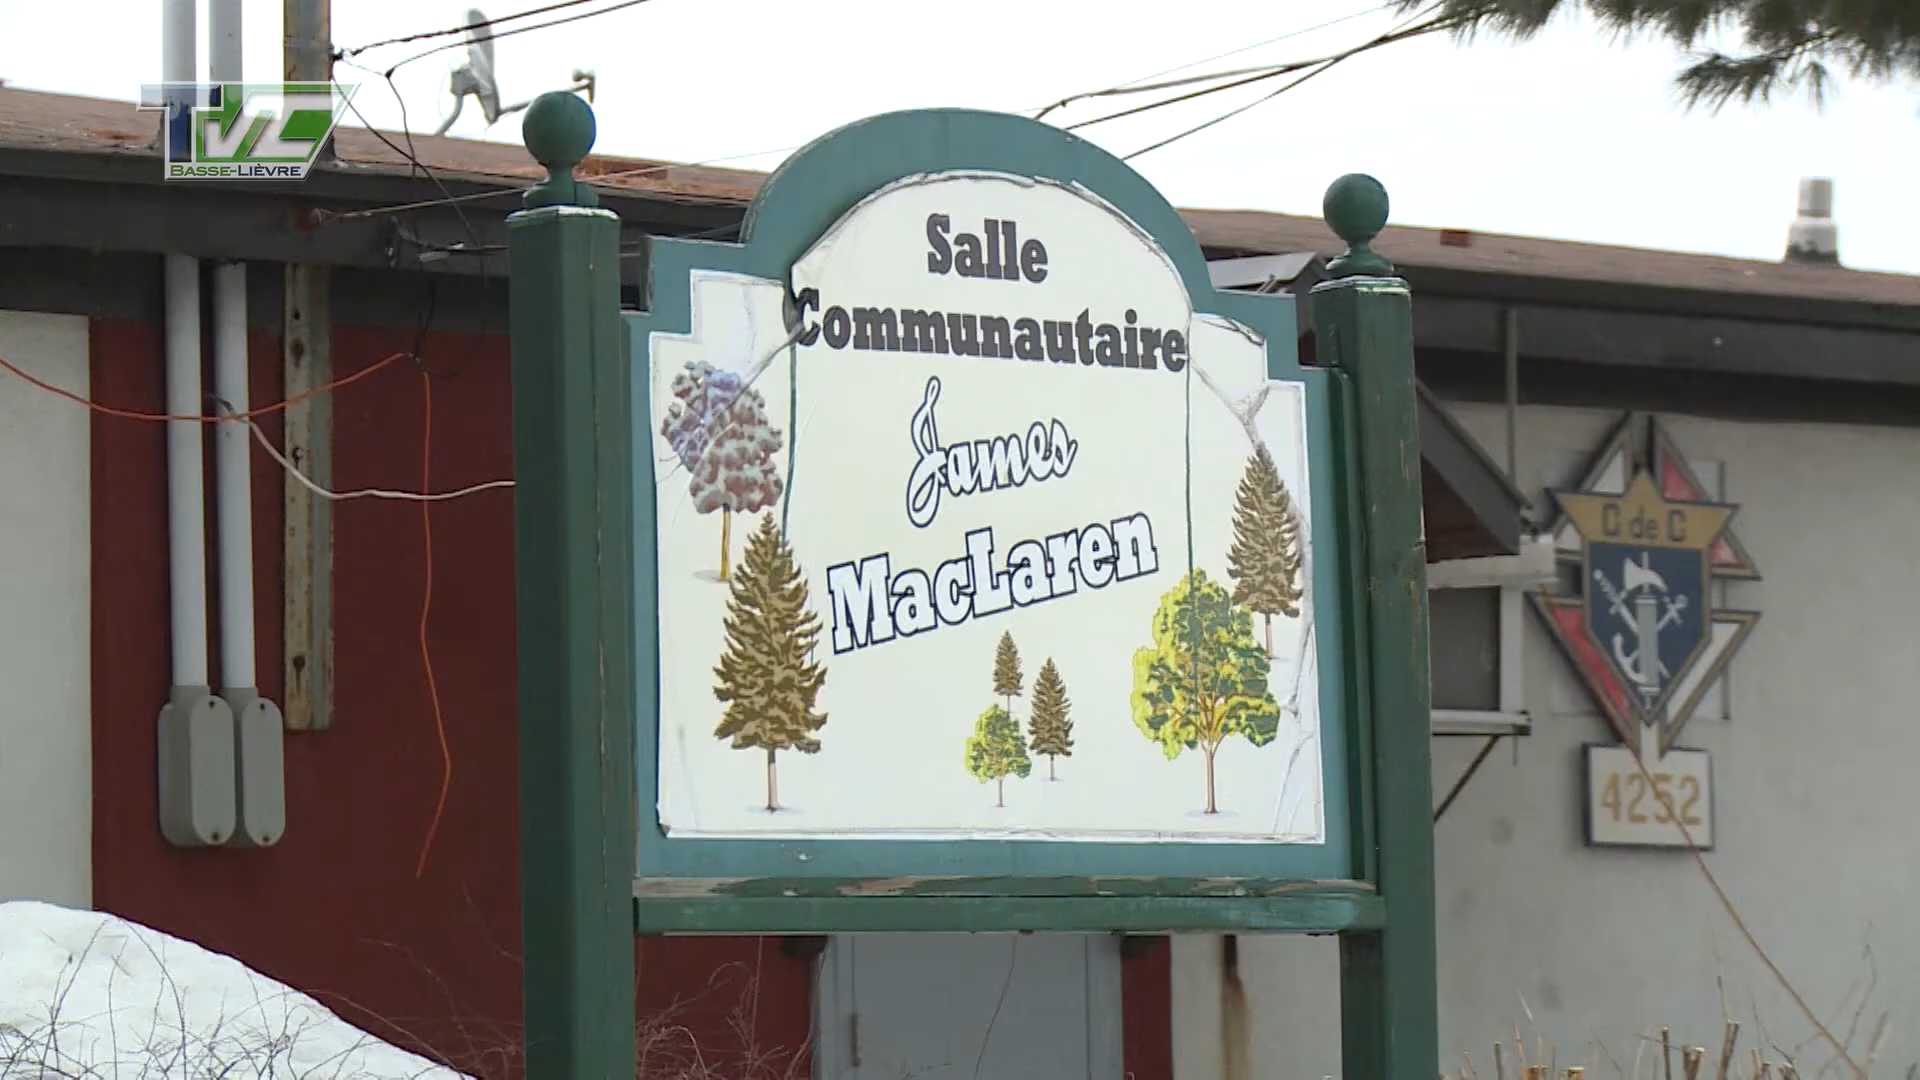 TVC
BASSE-LIÈVRE
Salle
Communautaire
James
MacLaren
C de C
4252